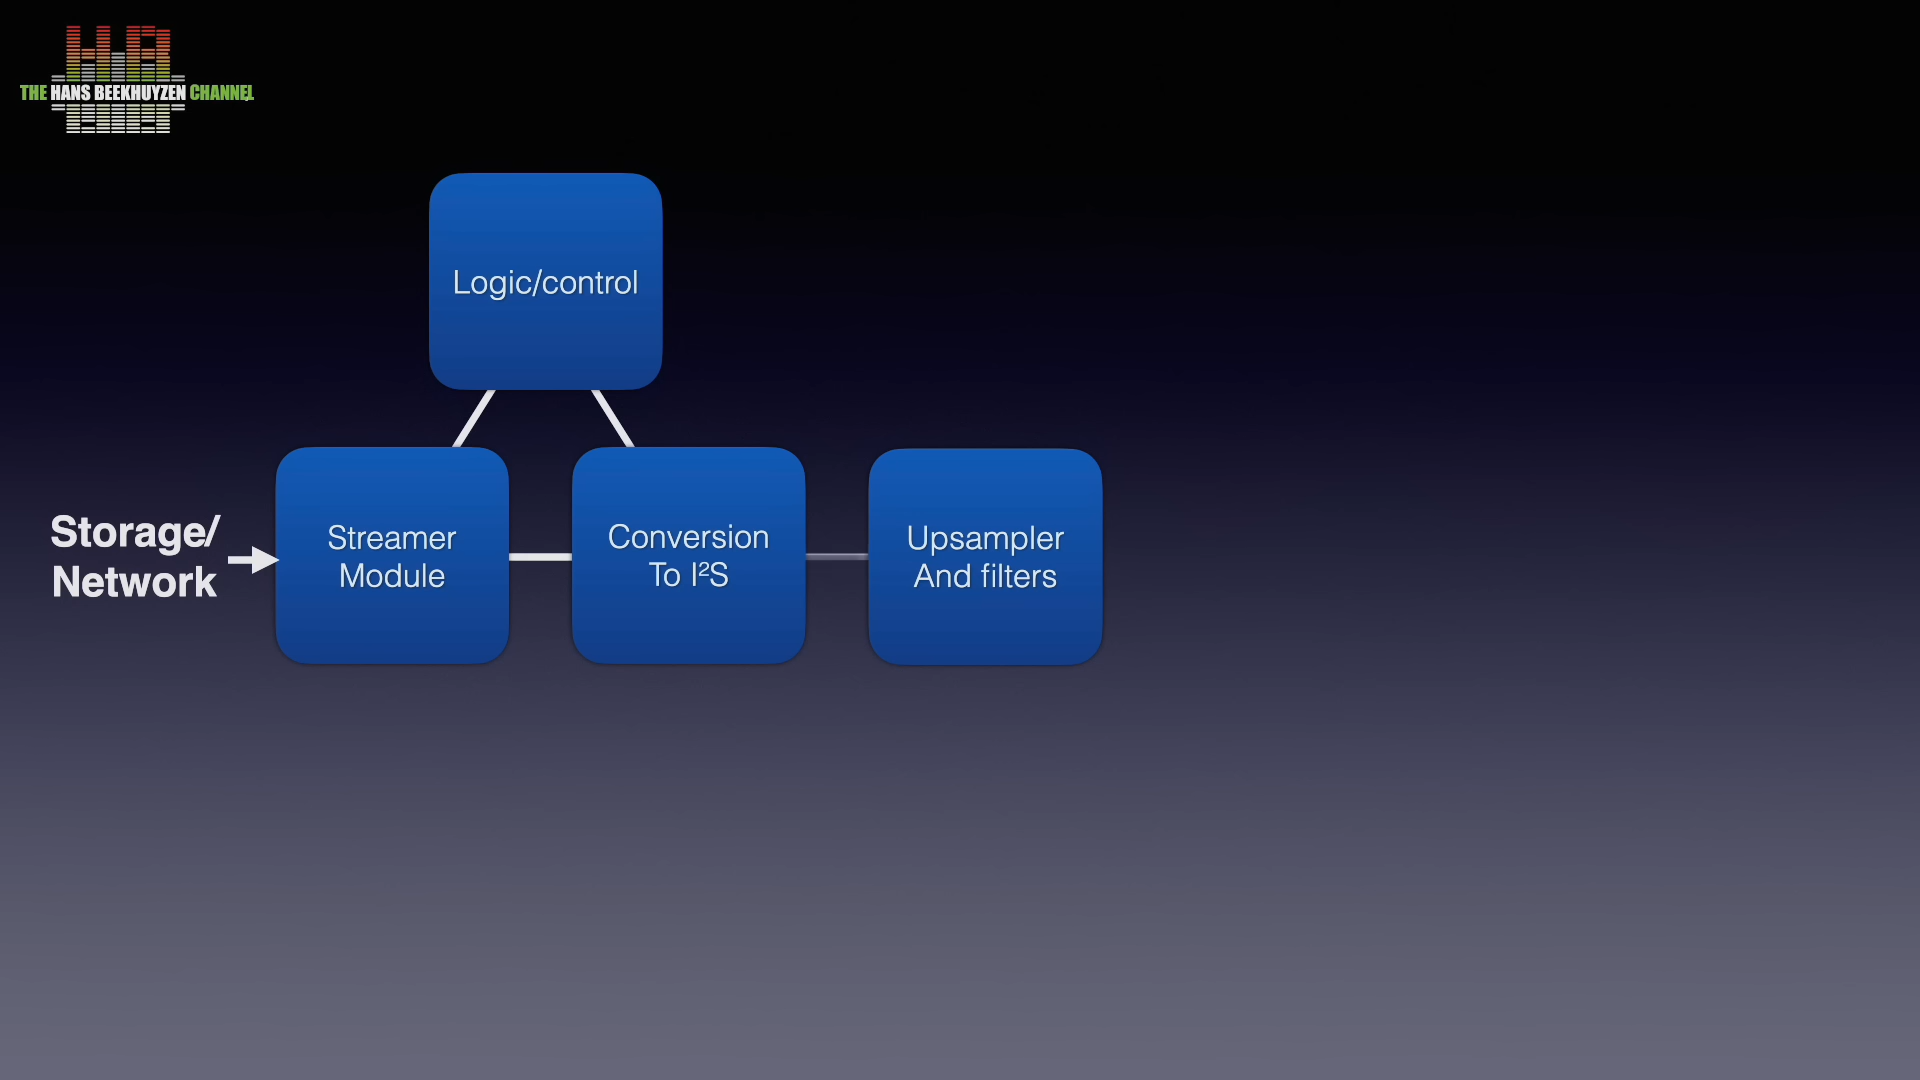 THE HANS BEEKHUYZEN CHANNEL
Logic/control
Storage/
Network
Streamer
Module
Conversion
To I²S
Upsampler
And filters